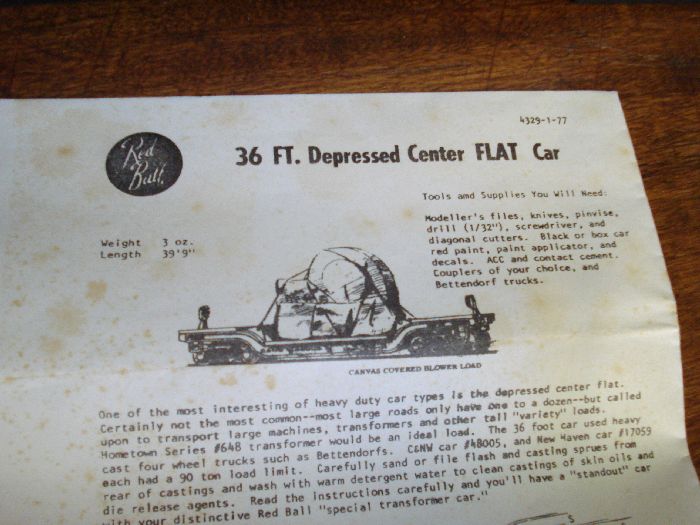 4329-1-77
Red
Ball
36 FT. Depressed Center FLAT Car
Tools amd Supplies You Will Need:
Modeller's files, knives, pinvise,
drill (1/32"), screwdriver, and
diagonal cutters. Black or box car
red paint, paint applicator, and
decals. ACC and contact cement.
Couplers of your choice, and
Bettendorf trucks.
Weight 3 oz.
Length 39'9"
CANVAS COVERED BLOWER LOAD
One of the most interesting of heavy duty car types is the depressed center flat.
Certainly not the most common--most large roads only have one to a dozen--but called
upon to transport large machines, transformers and other tall "variety" loads.
Hometown Series #648 transformer would be an ideal load. The 36 foot car used heavy
cast four wheel trucks such as Bettendorfs. C&NW car #48005, and New Haven car #17059
each had a 90 ton load limit. Carefully sand or file flash and casting sprues from
rear of castings and wash with warm detergent water to clean castings of skin oils and
die release agents. Read the instructions carefully and you'll have a "standout" car
with your distinctive Red Ball "special transformer car."